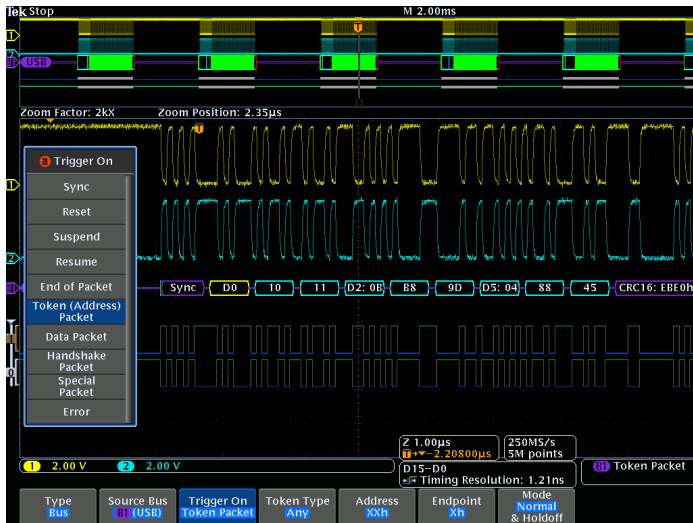 Tek Stop
M 2.00ms
T
1
2
B1 USB
Zoom Factor: 2kX
Zoom Position: 2.35µs
T
a Trigger On
Sync
Reset
Suspend
Resume
End of Packet
Token (Address)
Packet
Data Packet
Handshake
Packet
Special
Packet
Error
1
2
B1
Sync D0 10 11 D2: 0B B8 9D D5: 04 88 45 CRC16: EBE0h
1
0
Z 1.00µs
T→▼−2.20800µs
250MS/s
5M points
1 2.00 V
2 2.00 V
D15−D0
Timing Resolution: 1.21ns
B1 Token Packet
Type
Bus
Source Bus
B1 (USB)
Trigger On
Token Packet
Token Type
Any
Address
XXh
Endpoint
Xh
Mode
Normal
& Holdoff